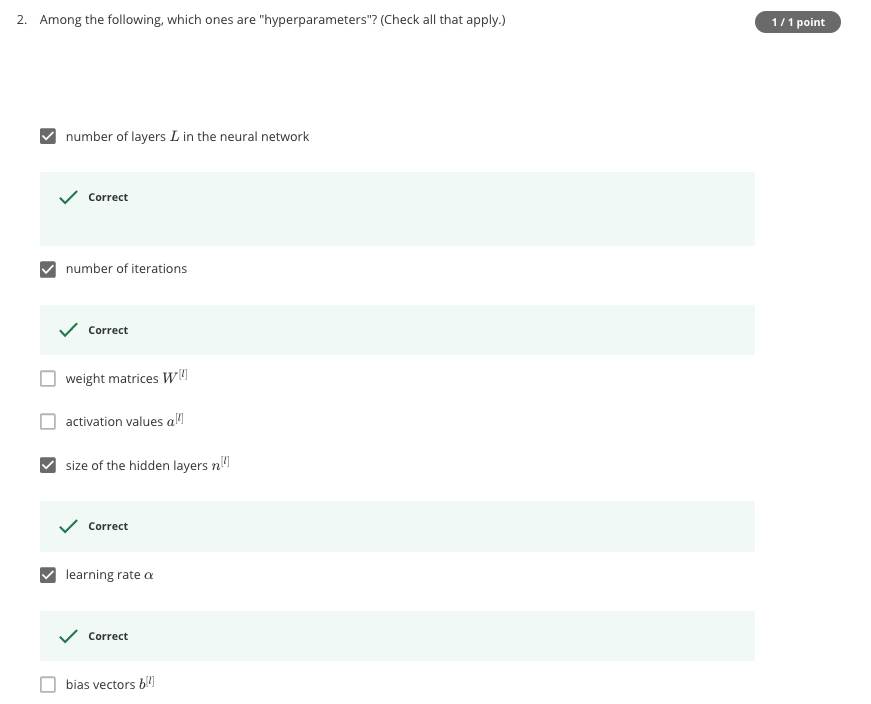 2. Among the following, which ones are "hyperparameters"? (Check all that apply.)
1 / 1 point
number of layers L in the neural network
Correct
number of iterations
Correct
weight matrices W^[l]
activation values a^[l]
size of the hidden layers n^[l]
Correct
learning rate α
Correct
bias vectors b^[l]